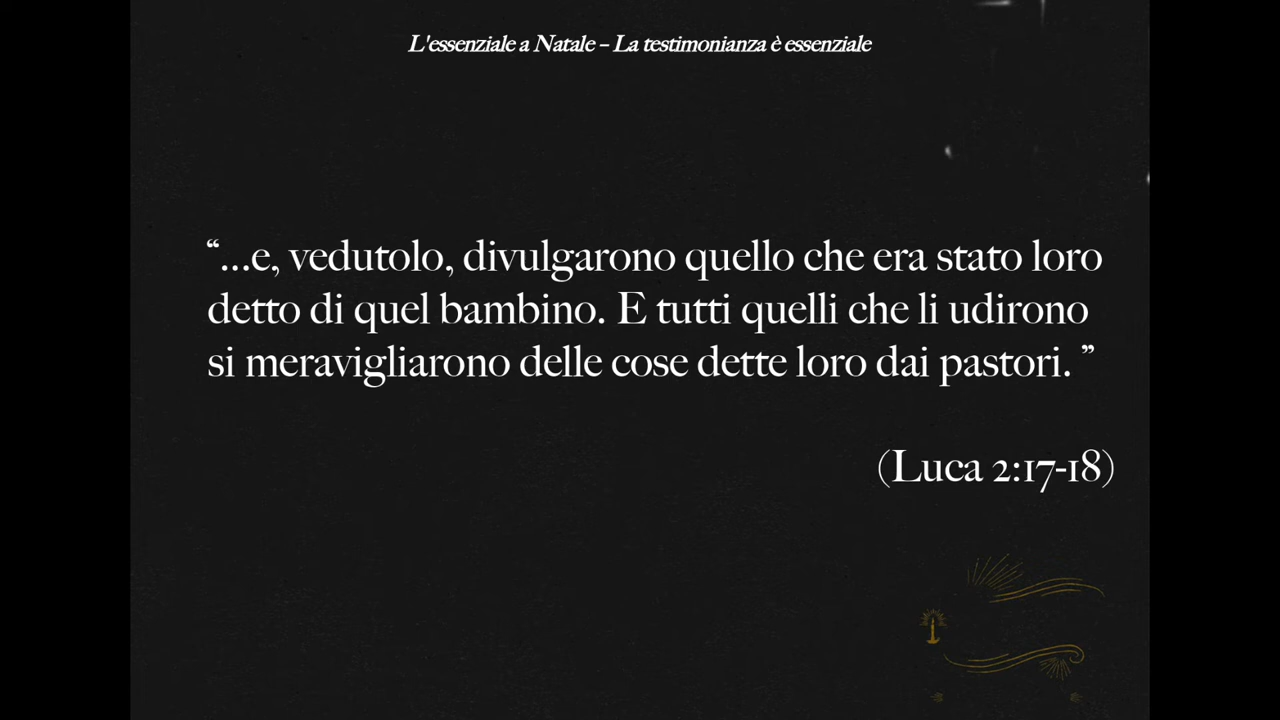 L'essenziale a Natale – La testimonianza è essenziale
“...e, vedutolo, divulgarono quello che era stato loro
detto di quel bambino. E tutti quelli che li udirono
si meravigliarono delle cose dette loro dai pastori. ”
(Luca 2:17-18)